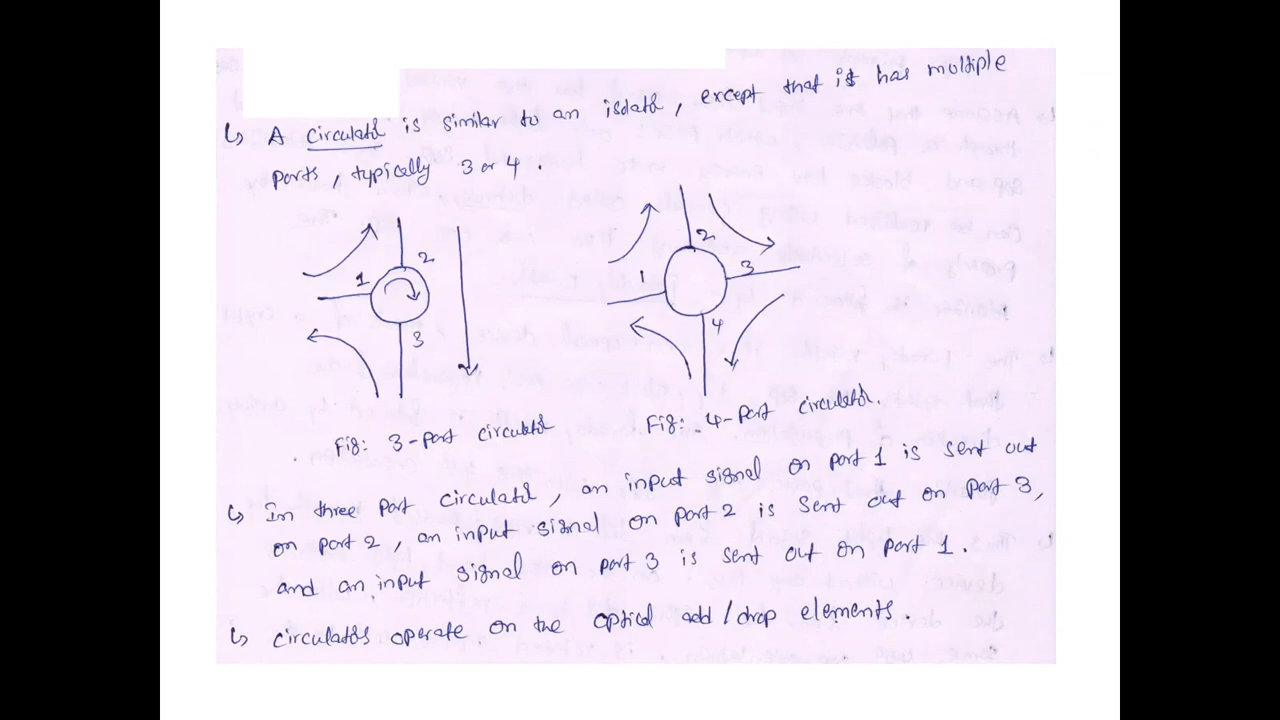 ↳ A circulator is similar to an isolator, except that it has multiple
ports, typically 3 or 4.
1 2 3
1 2 3 4
Fig: 3-port circulator
Fig: 4-port circulator.
↳ In three port circulator, an input signal on port 1 is sent out
on port 2, an input signal on port 2 is sent out on port 3,
and an input signal on port 3 is sent out on port 1.
↳ circulators operate on the optical add/drop elements.